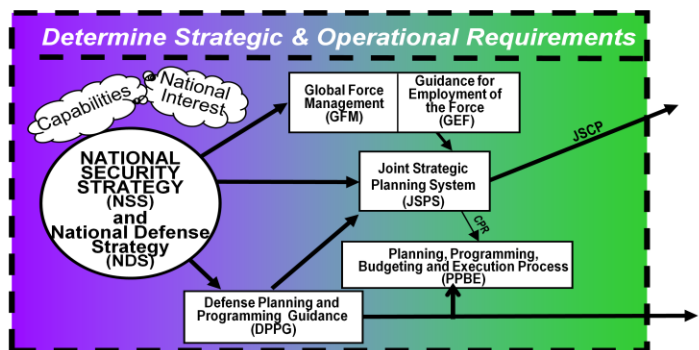 Determine Strategic & Operational Requirements
Capabilities
National
Interest
Global Force
Management
(GFM)
Guidance for
Employment of
the Force
(GEF)
JSCP
NATIONAL
SECURITY
STRATEGY
(NSS)
and
National Defense
Strategy
(NDS)
Joint Strategic
Planning System
(JSPS)
CPR
Planning, Programming,
Budgeting and Execution Process
(PPBE)
Defense Planning and
Programming Guidance
(DPPG)